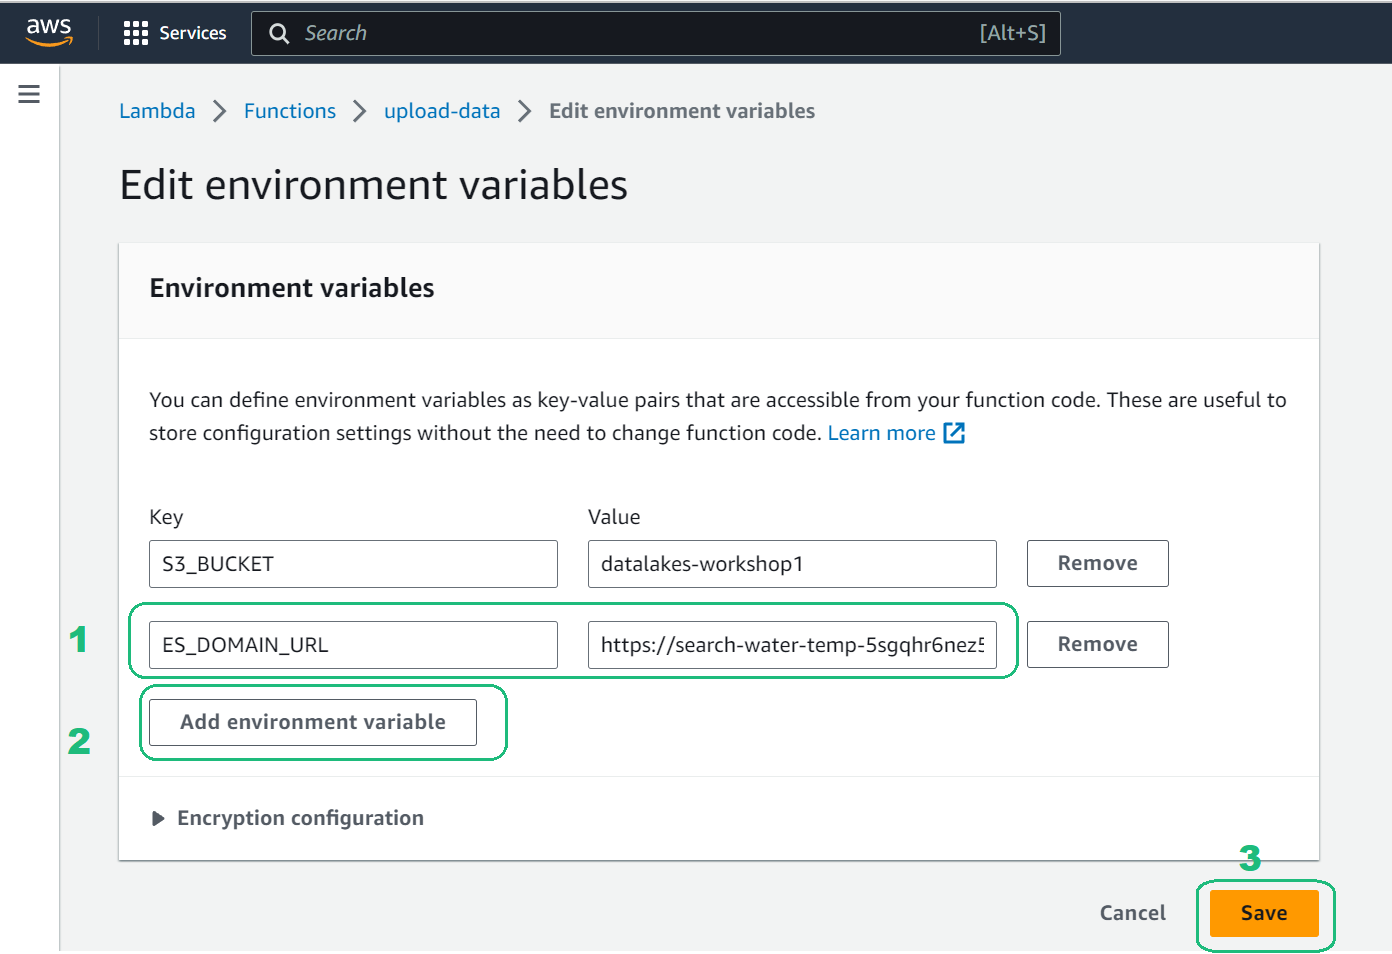 aws Services Search [Alt+S]
Lambda Functions upload-data Edit environment variables
Edit environment variables
Environment variables
You can define environment variables as key-value pairs that are accessible from your function code. These are useful to
store configuration settings without the need to change function code. Learn more
Key Value
S3_BUCKET datalakes-workshop1 Remove
1 ES_DOMAIN_URL https://search-water-temp-5sgqhr6nez5 Remove
2 Add environment variable
Encryption configuration
3
Cancel Save